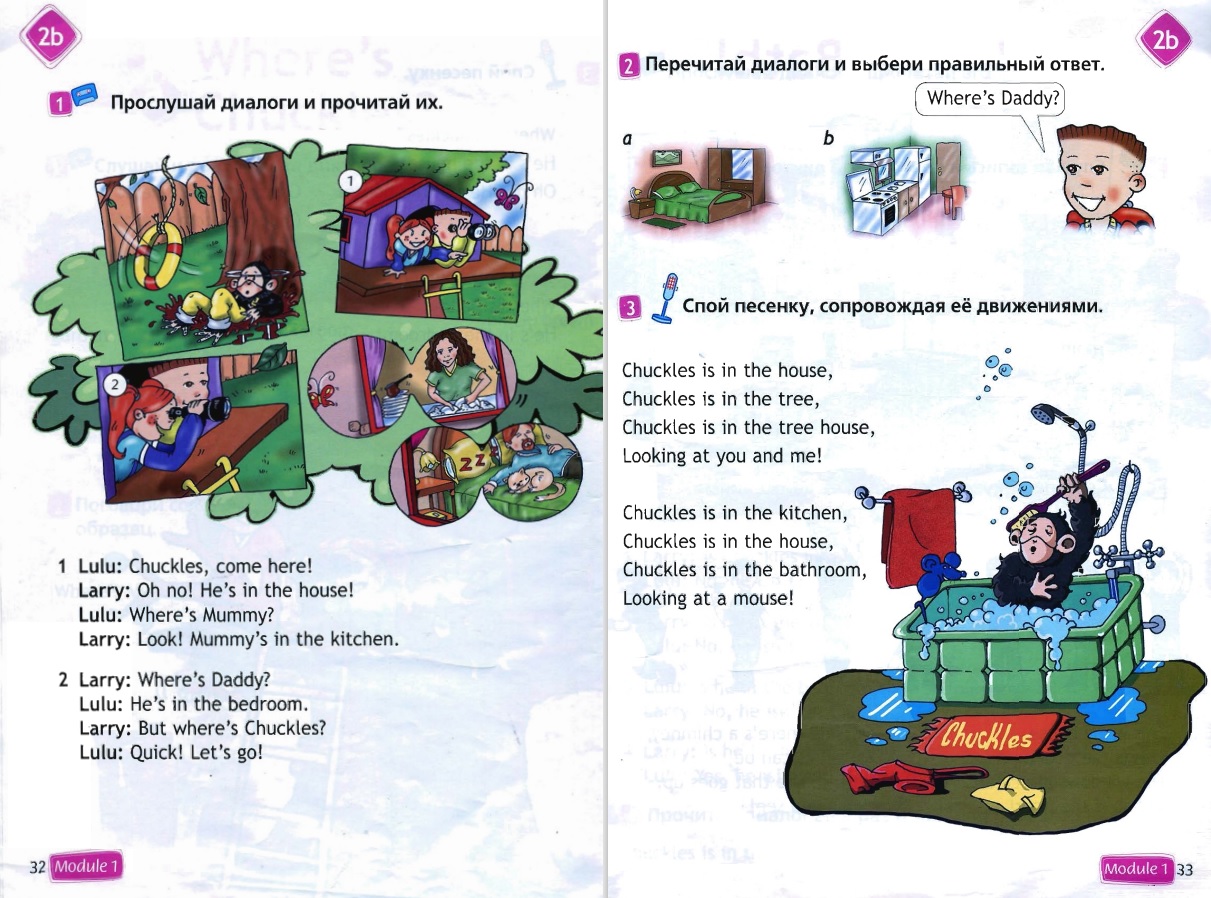 2b
1 Прослушай диалоги и прочитай их.
1
2
ZZZ
1 Lulu: Chuckles, come here!
Larry: Oh no! He's in the house!
Lulu: Where's Mummy?
Larry: Look! Mummy's in the kitchen.
2 Larry: Where's Daddy?
Lulu: He's in the bedroom.
Larry: But where's Chuckles?
Lulu: Quick! Let's go!
32 Module 1
2b
2 Перечитай диалоги и выбери правильный ответ.
Where's Daddy?
a
b
3 Спой песенку, сопровождая её движениями.
Chuckles is in the house,
Chuckles is in the tree,
Chuckles is in the tree house,
Looking at you and me!
Chuckles is in the kitchen,
Chuckles is in the house,
Chuckles is in the bathroom,
Looking at a mouse!
Chuckles
Module 1 33